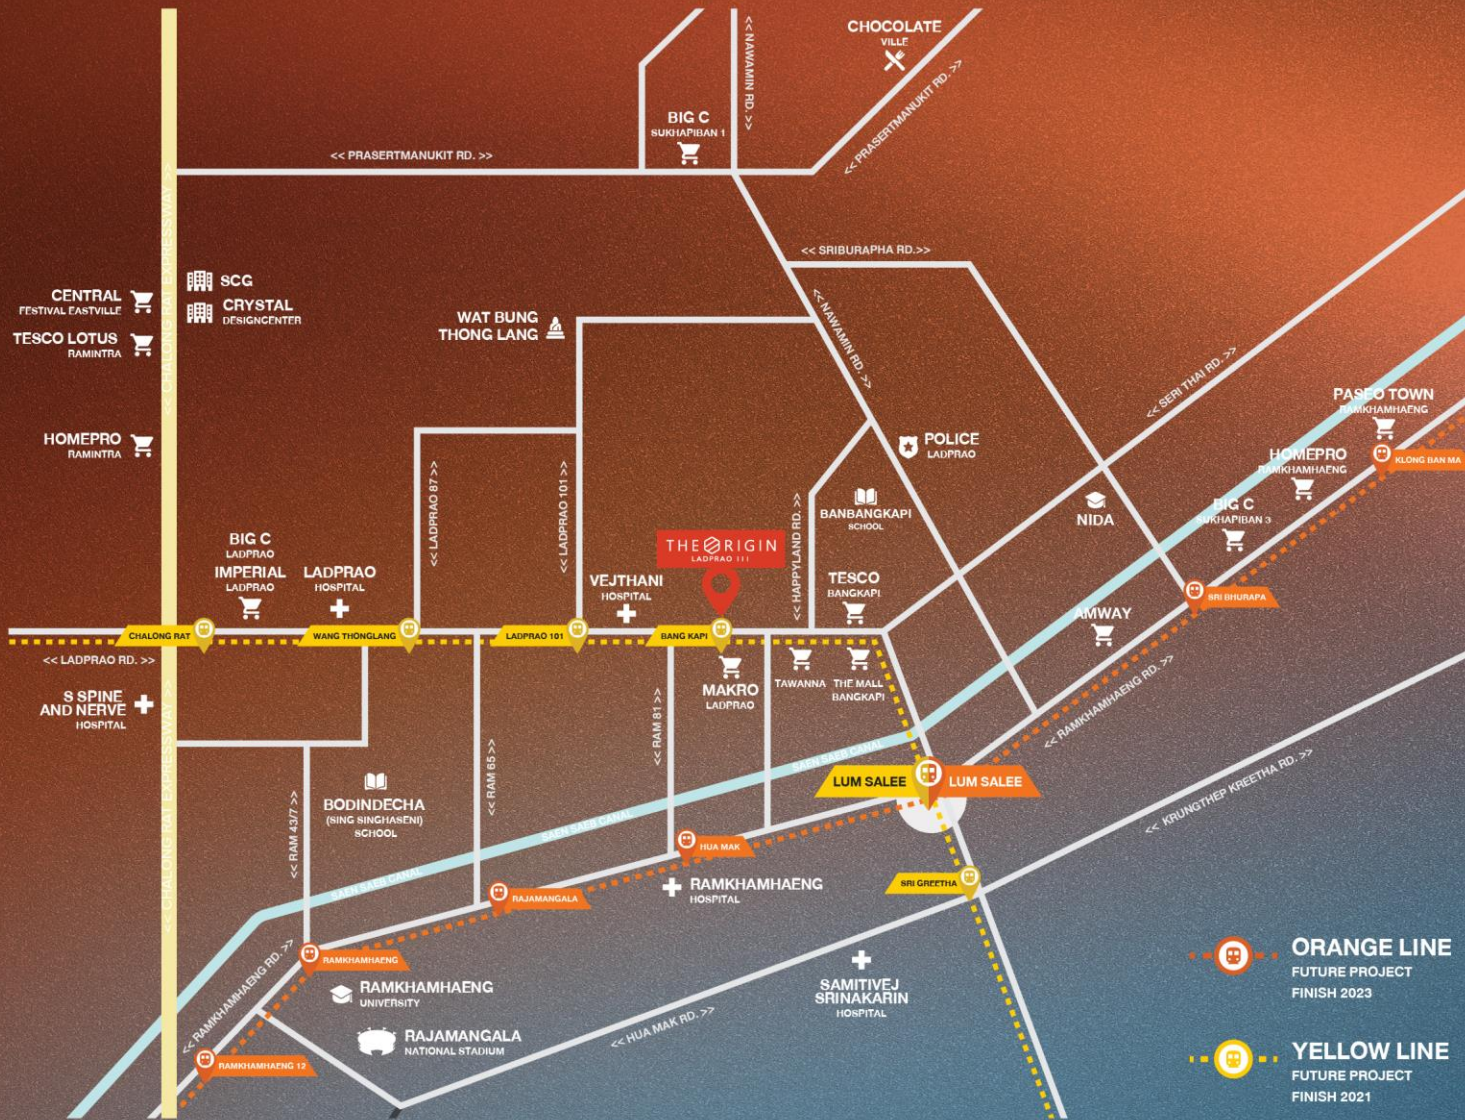 CHOCOLATE
VILLE
<< NAWAMIN RD. >>
<< PRASERTMANUKIT RD. >>
BIG C
SUKHAPIBAN 1
<< PRASERTMANUKIT RD. >>
<< CHALONG RAT EXPRESSWAY >>
<< SRIBURAPHA RD.>>
SCG
CRYSTAL
DESIGNCENTER
CENTRAL
FESTIVAL EASTVILLE
TESCO LOTUS
RAMINTRA
WAT BUNG
THONG LANG
<< NAWAMIN RD. >>
<< SERI THAI RD. >>
PASEO TOWN
RAMKHAMHAENG
HOMEPRO
RAMINTRA
POLICE
LADPRAO
HOMEPRO
RAMKHAMHAENG
KLONG BAN MA
<< LADPRAO 87 >>
<< LADPRAO 101 >>
<< HAPPYLAND RD. >>
BANBANGKAPI
SCHOOL
NIDA
BIG C
SUKHAPIBAN 3
BIG C
LADPRAO
IMPERIAL
LADPRAO
LADPRAO
HOSPITAL
THE ORIGIN
LADPRAO 111
VEJTHANI
HOSPITAL
TESCO
BANGKAPI
SRI BHURAPA
AMWAY
CHALONG RAT
WANG THONGLANG
LADPRAO 101
BANG KAPI
<< LADPRAO RD. >>
S SPINE
AND NERVE
HOSPITAL
MAKRO
LADPRAO
TAWANNA
THE MALL
BANGKAPI
<< RAMKHAMHAENG RD. >>
<< CHALONG RAT EXPRESSWAY >>
<< RAM 43/7 >>
<< RAM 65 >>
<< RAM 81 >>
SAEN SAEB CANAL
LUM SALEE
LUM SALEE
<< KRUNGTHEP KREETHA RD. >>
BODINDECHA
(SING SINGHASENI)
SCHOOL
SAEN SAEB CANAL
HUA MAK
SAEN SAEB CANAL
RAJAMANGALA
RAMKHAMHAENG
HOSPITAL
SRI GREETHA
<< RAMKHAMHAENG RD. >>
RAMKHAMHAENG
RAMKHAMHAENG
UNIVERSITY
SAMITIVEJ
SRINAKARIN
HOSPITAL
RAJAMANGALA
NATIONAL STADIUM
<< HUA MAK RD. >>
RAMKHAMHAENG 12
ORANGE LINE
FUTURE PROJECT
FINISH 2023
YELLOW LINE
FUTURE PROJECT
FINISH 2021